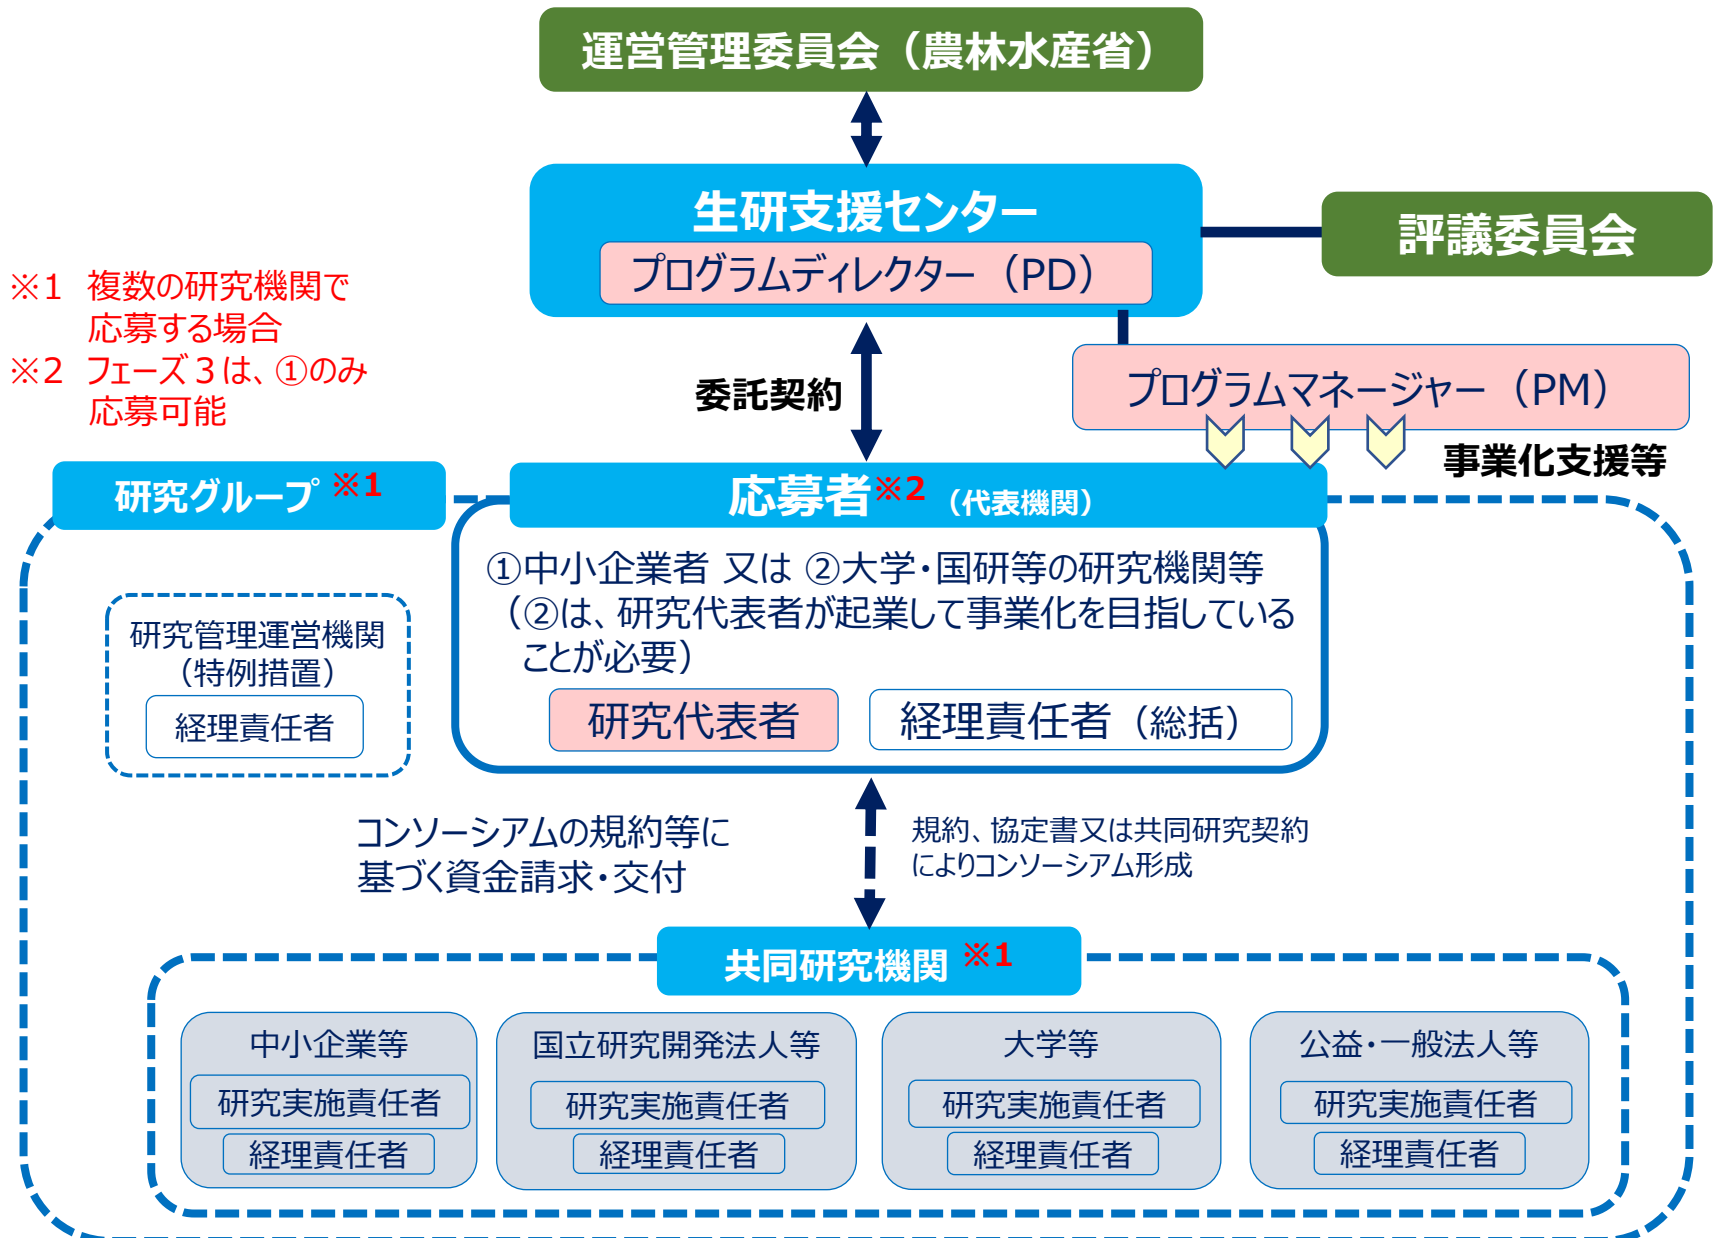 運営管理委員会（農林水産省）
生研支援センター
プログラムディレクター（PD）
評議委員会
※1 複数の研究機関で
応募する場合
※2 フェーズ３は、①のみ
応募可能
委託契約
プログラムマネージャー（PM）
事業化支援等
研究グループ ※1
応募者※2（代表機関）
①中小企業者 又は ②大学・国研等の研究機関等
（②は、研究代表者が起業して事業化を目指している
ことが必要）
研究代表者
経理責任者（総括）
研究管理運営機関
（特例措置）
経理責任者
コンソーシアムの規約等に
基づく資金請求・交付
規約、協定書又は共同研究契約
によりコンソーシアム形成
共同研究機関 ※1
中小企業等
研究実施責任者
経理責任者
国立研究開発法人等
研究実施責任者
経理責任者
大学等
研究実施責任者
経理責任者
公益・一般法人等
研究実施責任者
経理責任者